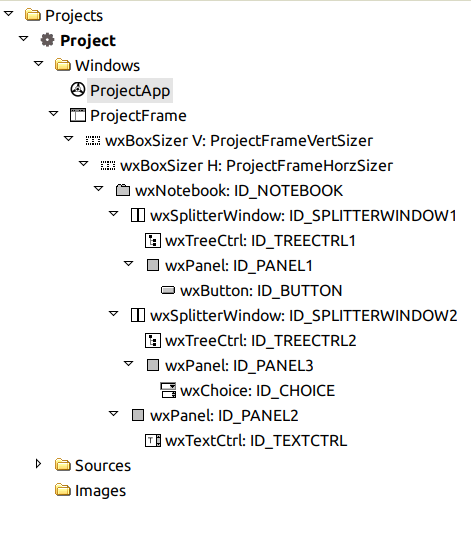 Projects
Project
Windows
ProjectApp
ProjectFrame
wxBoxSizer V: ProjectFrameVertSizer
wxBoxSizer H: ProjectFrameHorzSizer
wxNotebook: ID_NOTEBOOK
wxSplitterWindow: ID_SPLITTERWINDOW1
wxTreeCtrl: ID_TREECTRL1
wxPanel: ID_PANEL1
wxButton: ID_BUTTON
wxSplitterWindow: ID_SPLITTERWINDOW2
wxTreeCtrl: ID_TREECTRL2
wxPanel: ID_PANEL3
wxChoice: ID_CHOICE
wxPanel: ID_PANEL2
wxTextCtrl: ID_TEXTCTRL
Sources
Images